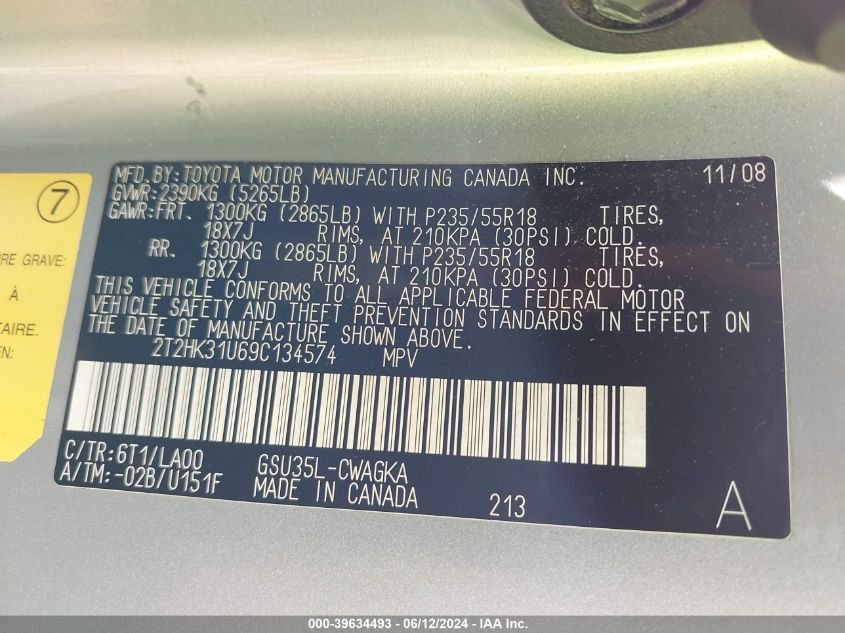 MFD.BY:TOYOTA MOTOR MANUFACTURING CANADA INC. 11/08
GVWR:2390KG (5265LB)
GAWR:FRT. 1300KG (2865LB) WITH P235/55R18 TIRES,
18X7J RIMS, AT 210KPA (30PSI) COLD.
RR. 1300KG (2865LB) WITH P235/55R18 TIRES,
18X7J RIMS, AT 210KPA (30PSI) COLD.
THIS VEHICLE CONFORMS TO ALL APPLICABLE FEDERAL MOTOR
VEHICLE SAFETY AND THEFT PREVENTION STANDARDS IN EFFECT ON
THE DATE OF MANUFACTURE SHOWN ABOVE.
2T2HK31U69C134574 MPV
C/TR:6T1/LA00 GSU35L-CWAGKA
A/TM:-02B/U151F MADE IN CANADA 213 A
7
RE GRAVE:
À
AIRE.
EN:
000-39634493 - 06/12/2024 - IAA Inc.